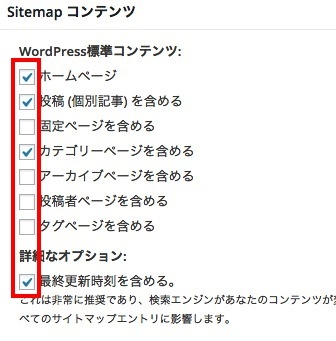 Sitemap コンテンツ
WordPress標準コンテンツ:
ホームページ
投稿 (個別記事) を含める
固定ページを含める
カテゴリーページを含める
アーカイブページを含める
投稿者ページを含める
タグページを含める
詳細なオプション:
最終更新時刻を含める。
これは非常に推奨であり、検索エンジンがあなたのコンテンツが
べてのサイトマップエントリに影響します。